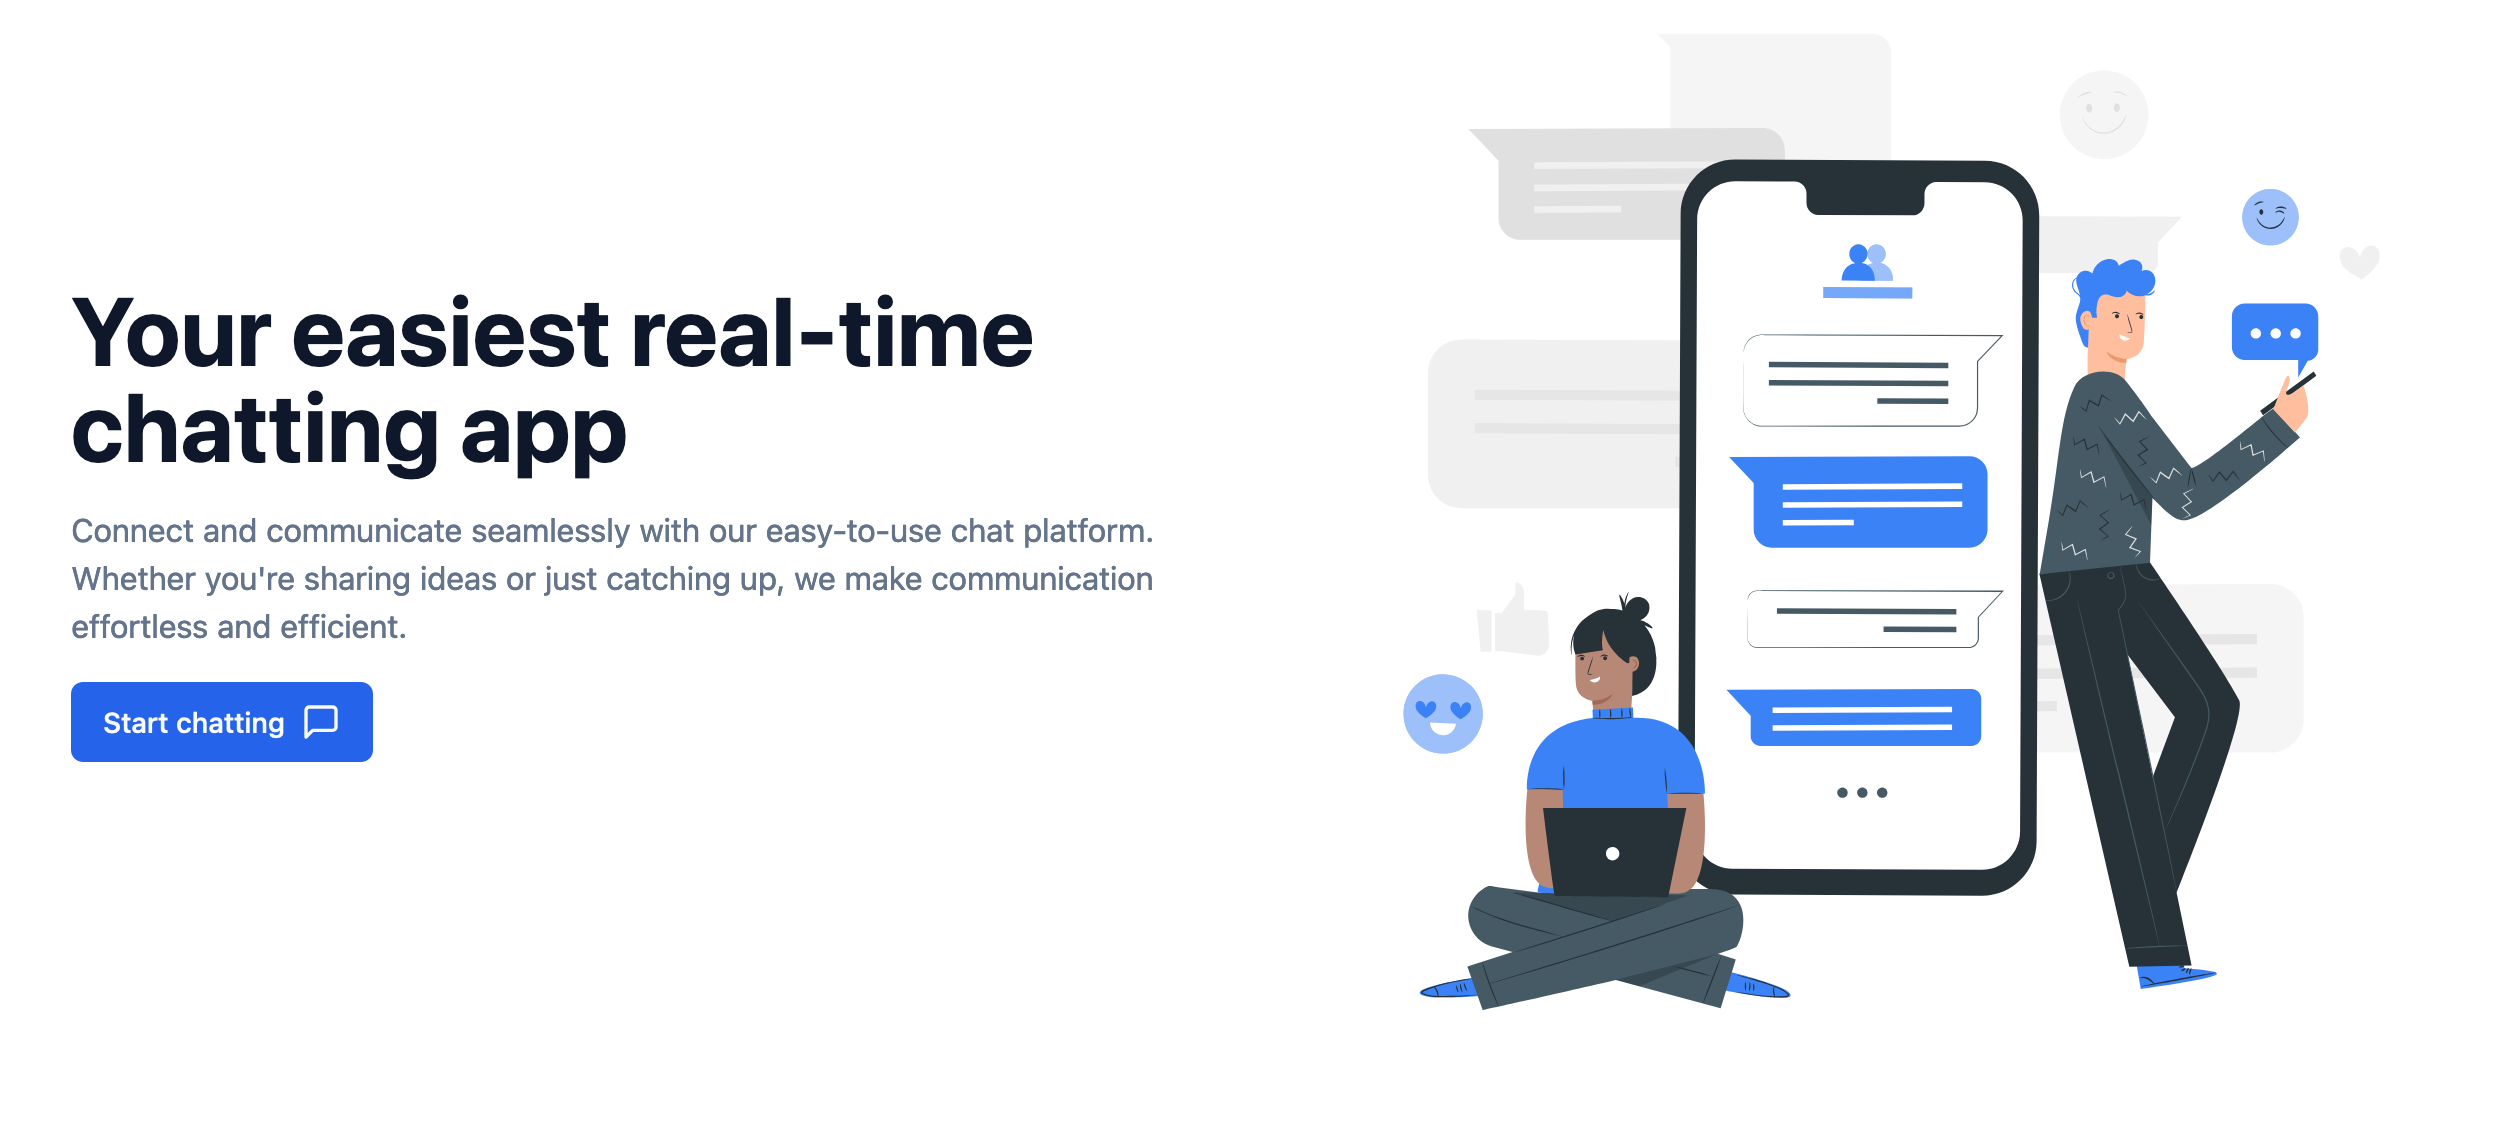 Your easiest real-time
chatting app
Connect and communicate seamlessly with our easy-to-use chat platform.
Whether you're sharing ideas or just catching up, we make communication
effortless and efficient.
Start chatting